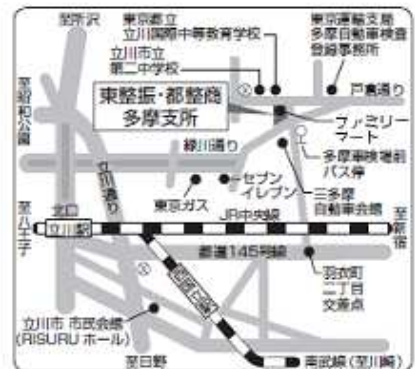 至所沢
東京都立
立川国際中等教育学校
東京運輸支局
多摩自動車検査
登録事務所
立川市立
第二中学校
至昭和公園
東整振・都整商
多摩支所
戸倉通り
ファミリー
マート
緑川通り
多摩車検場前
バス停
立川通り
セブン
イレブン
東京ガス
三多摩
自動車会館
北口
JR中央線
至八王子
立川駅
至新宿
都道145号線
羽衣町
二丁目
交差点
立川市 市民会館
(RISURUホール)
至日野
南武線(至川崎)